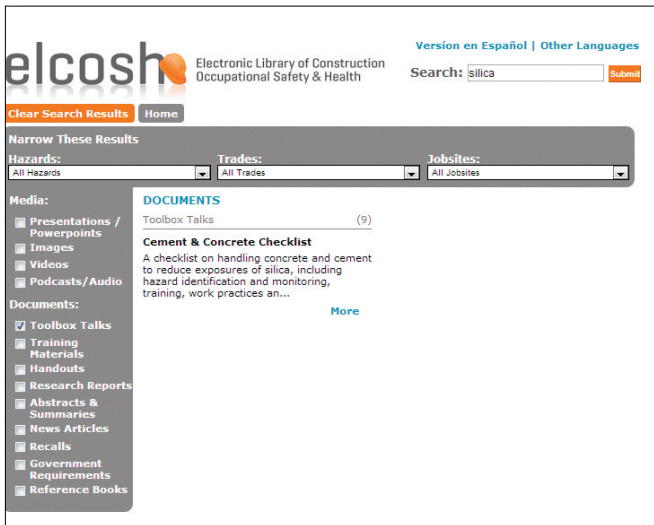 Versíon en Español | Other Languages
elcosh
Electronic Library of Construction
Occupational Safety & Health
Search: silica Submit
Clear Search Results Home
Narrow These Results
Hazards: Trades: Jobsites:
All Hazards All Trades All Jobsites
Media:
Presentations /
Powerpoints
Images
Videos
Podcasts/Audio
Documents:
Toolbox Talks
Training
Materials
Handouts
Research Reports
Abstracts &
Summaries
News Articles
Recalls
Government
Requirements
Reference Books
DOCUMENTS
Toolbox Talks (9)
Cement & Concrete Checklist
A checklist on handling concrete and cement
to reduce exposures of silica, including
hazard identification and monitoring,
training, work practices an...
More